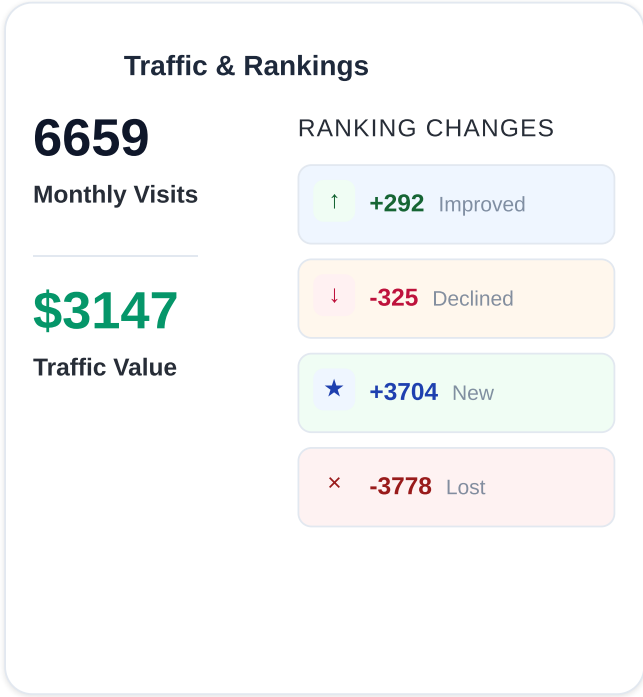 Traffic & Rankings
6659
Monthly Visits
$3147
Traffic Value
RANKING CHANGES
↑ +292 Improved
↓ -325 Declined
★ +3704 New
× -3778 Lost